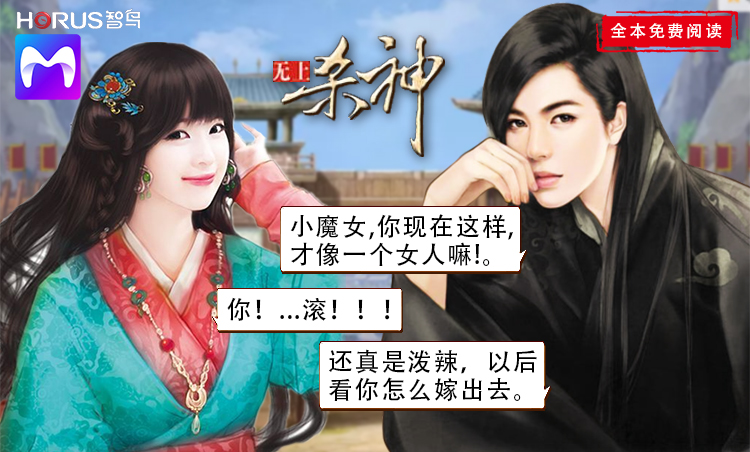 HORUS智鸟
全本免费阅读
无上
杀神
小魔女,你现在这样,
才像一个女人嘛!。
你！...滚！！！
还真是泼辣，以后
看你怎么嫁出去。